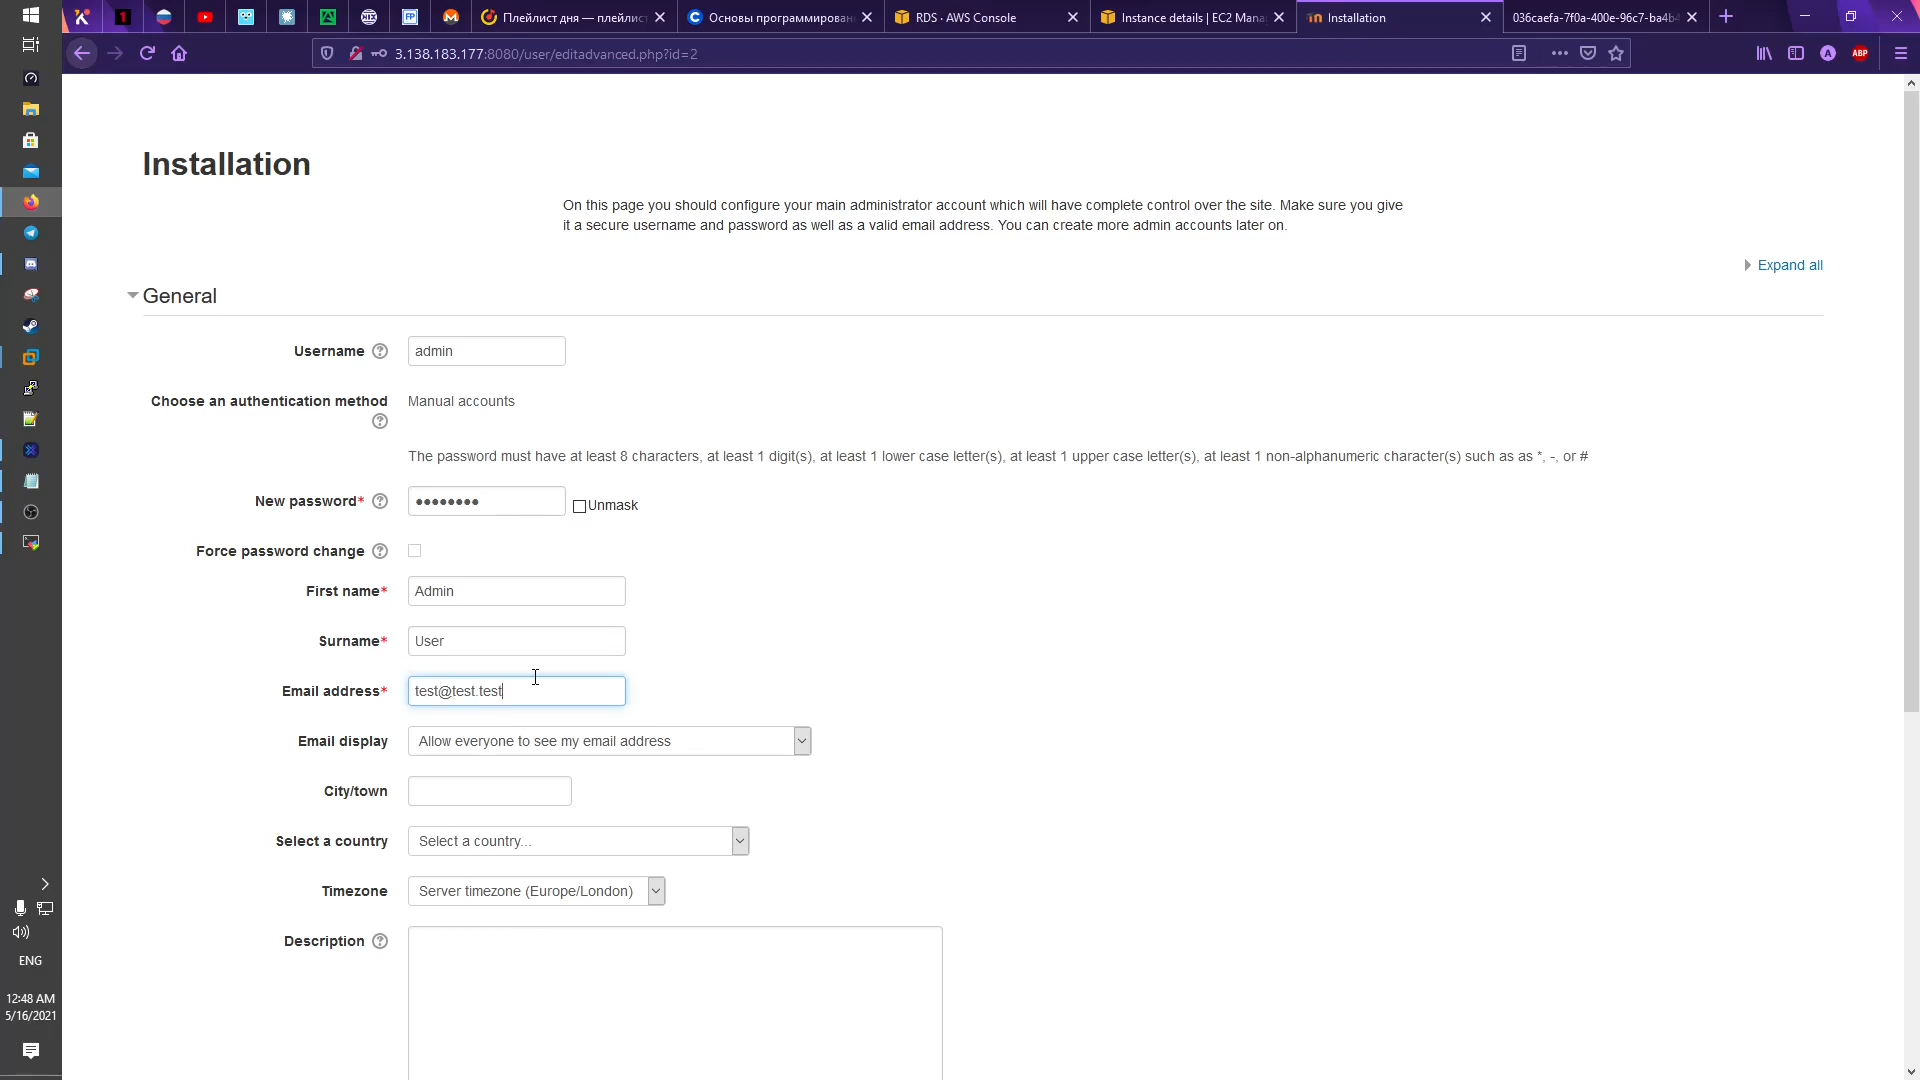 Плейлист дня — плейлис
Основы программирован
RDS · AWS Console
Instance details | EC2 Mana
Installation
036caefa-7f0a-400e-96c7-ba4b4
3.138.183.177:8080/user/editadvanced.php?id=2
ABP
Installation
On this page you should configure your main administrator account which will have complete control over the site. Make sure you give
it a secure username and password as well as a valid email address. You can create more admin accounts later on.
Expand all
General
Username
admin
Choose an authentication method
Manual accounts
The password must have at least 8 characters, at least 1 digit(s), at least 1 lower case letter(s), at least 1 upper case letter(s), at least 1 non-alphanumeric character(s) such as as *, -, or #
New password*
••••••••
Unmask
Force password change
First name*
Admin
Surname*
User
Email address*
test@test.test
Email display
Allow everyone to see my email address
City/town
Select a country
Select a country...
Timezone
Server timezone (Europe/London)
Description
ENG
12:48 AM
5/16/2021